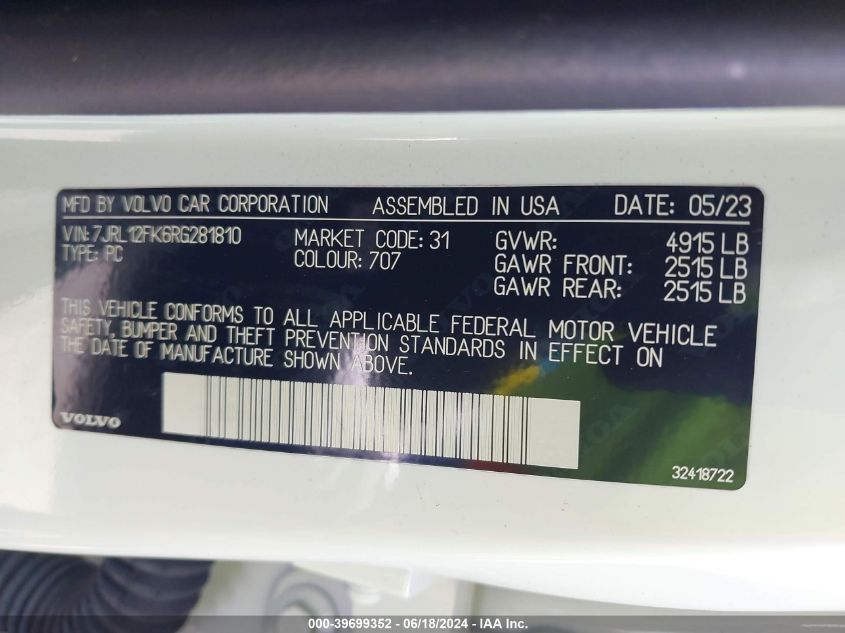 MFD BY VOLVO CAR CORPORATION ASSEMBLED IN USA DATE: 05/23
VIN: 7JRL12FK6RG281810 MARKET CODE: 31 GVWR: 4915 LB
TYPE: PC COLOUR: 707 GAWR FRONT: 2515 LB
GAWR REAR: 2515 LB
THIS VEHICLE CONFORMS TO ALL APPLICABLE FEDERAL MOTOR VEHICLE
SAFETY, BUMPER AND THEFT PREVENTION STANDARDS IN EFFECT ON
THE DATE OF MANUFACTURE SHOWN ABOVE.
VOLVO
32418722
000-39699352 - 06/18/2024 - IAA Inc.